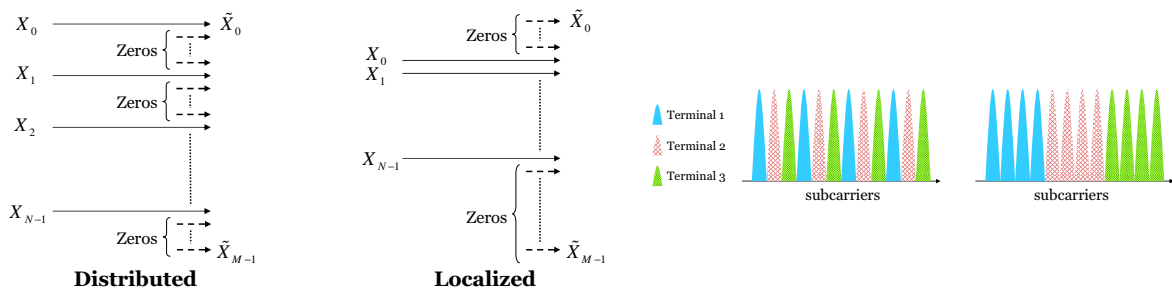 X_0
X̃_0
Zeros
X_1
Zeros
X_2
X_{N-1}
Zeros
X̃_{M-1}
Distributed
X̃_0
Zeros
X_0
X_1
X_{N-1}
Zeros
X̃_{M-1}
Localized
Terminal 1
Terminal 2
Terminal 3
subcarriers
subcarriers